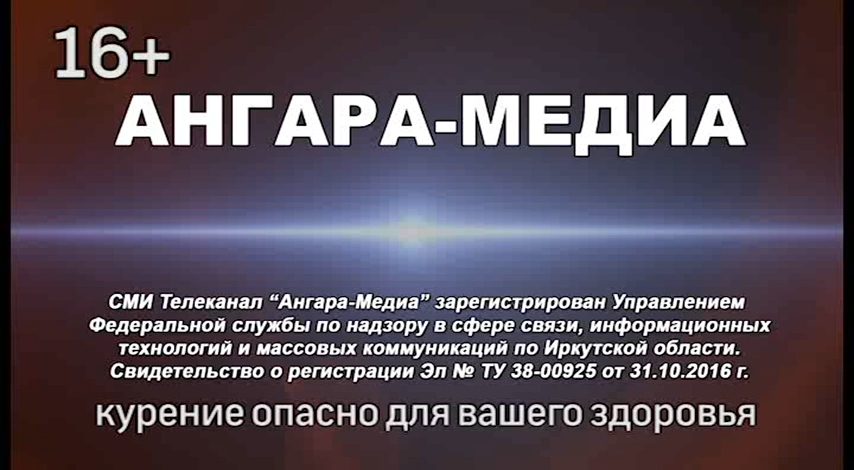 16+
АНГАРА-МЕДИА
СМИ Телеканал “Ангара-Медиа” зарегистрирован Управлением
Федеральной службы по надзору в сфере связи, информационных
технологий и массовых коммуникаций по Иркутской области.
Свидетельство о регистрации Эл № ТУ 38-00925 от 31.10.2016 г.
курение опасно для вашего здоровья